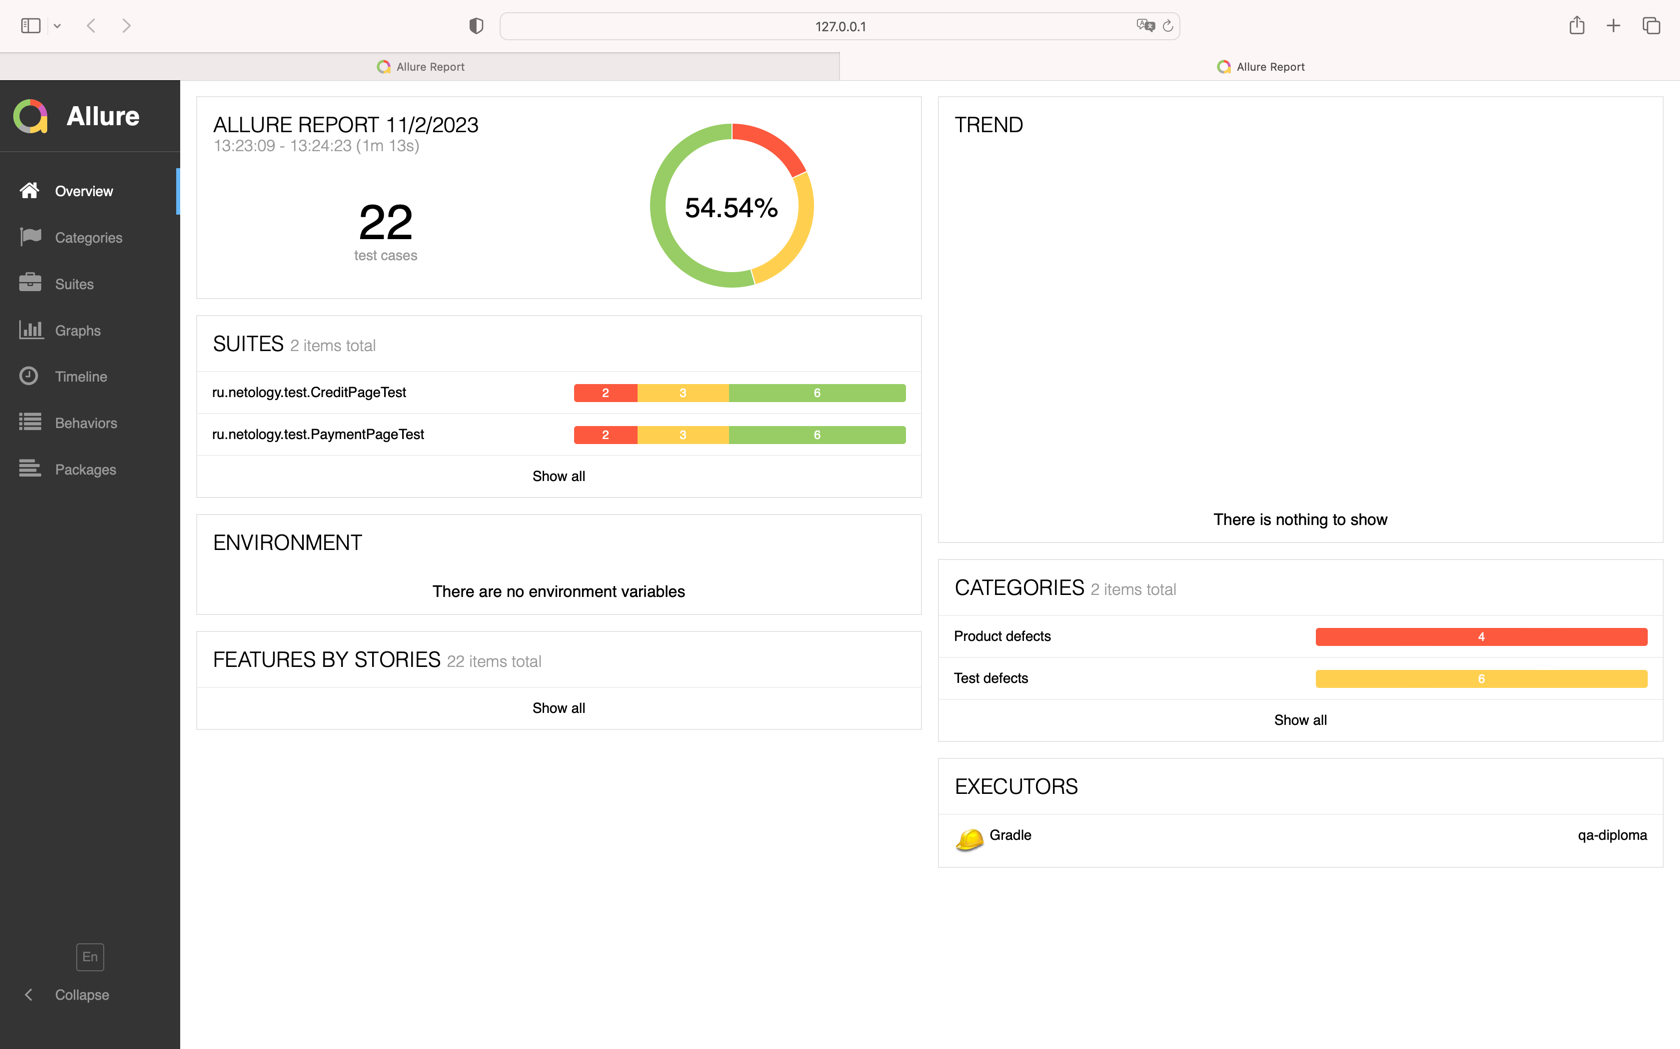 127.0.0.1
Allure Report
Allure Report
Allure
Overview
Categories
Suites
Graphs
Timeline
Behaviors
Packages
En
Collapse
ALLURE REPORT 11/2/2023
13:23:09 - 13:24:23 (1m 13s)
22
test cases
54.54%
SUITES 2 items total
ru.netology.test.CreditPageTest 2 3 6
ru.netology.test.PaymentPageTest 2 3 6
Show all
ENVIRONMENT
There are no environment variables
FEATURES BY STORIES 22 items total
Show all
TREND
There is nothing to show
CATEGORIES 2 items total
Product defects 4
Test defects 6
Show all
EXECUTORS
Gradle qa-diploma